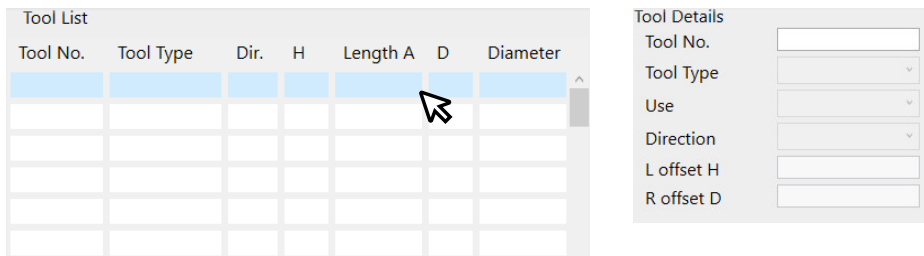 Tool List
Tool No. Tool Type Dir. H Length A D Diameter
Tool Details
Tool No.
Tool Type
Use
Direction
L offset H
R offset D